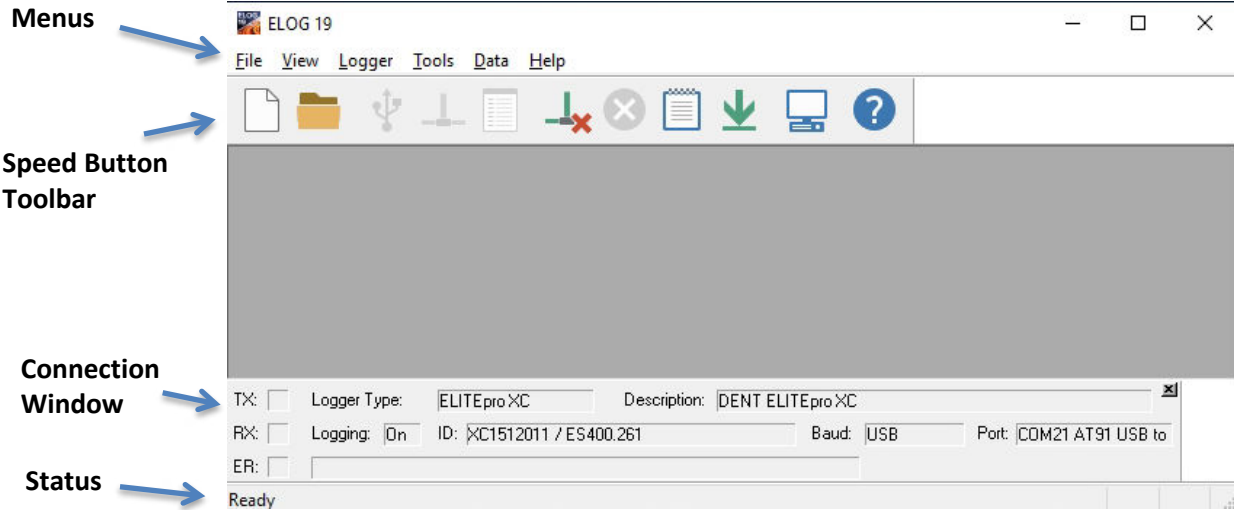 Menus
ELOG 19
File View Logger Tools Data Help
?
Speed Button
Toolbar
Connection
Window
TX: Logger Type: ELITEpro XC Description: DENT ELITEpro XC
RX: Logging: On ID: XC1512011 / ES400.261 Baud: USB Port: COM21 AT91 USB to
ER:
Status
Ready